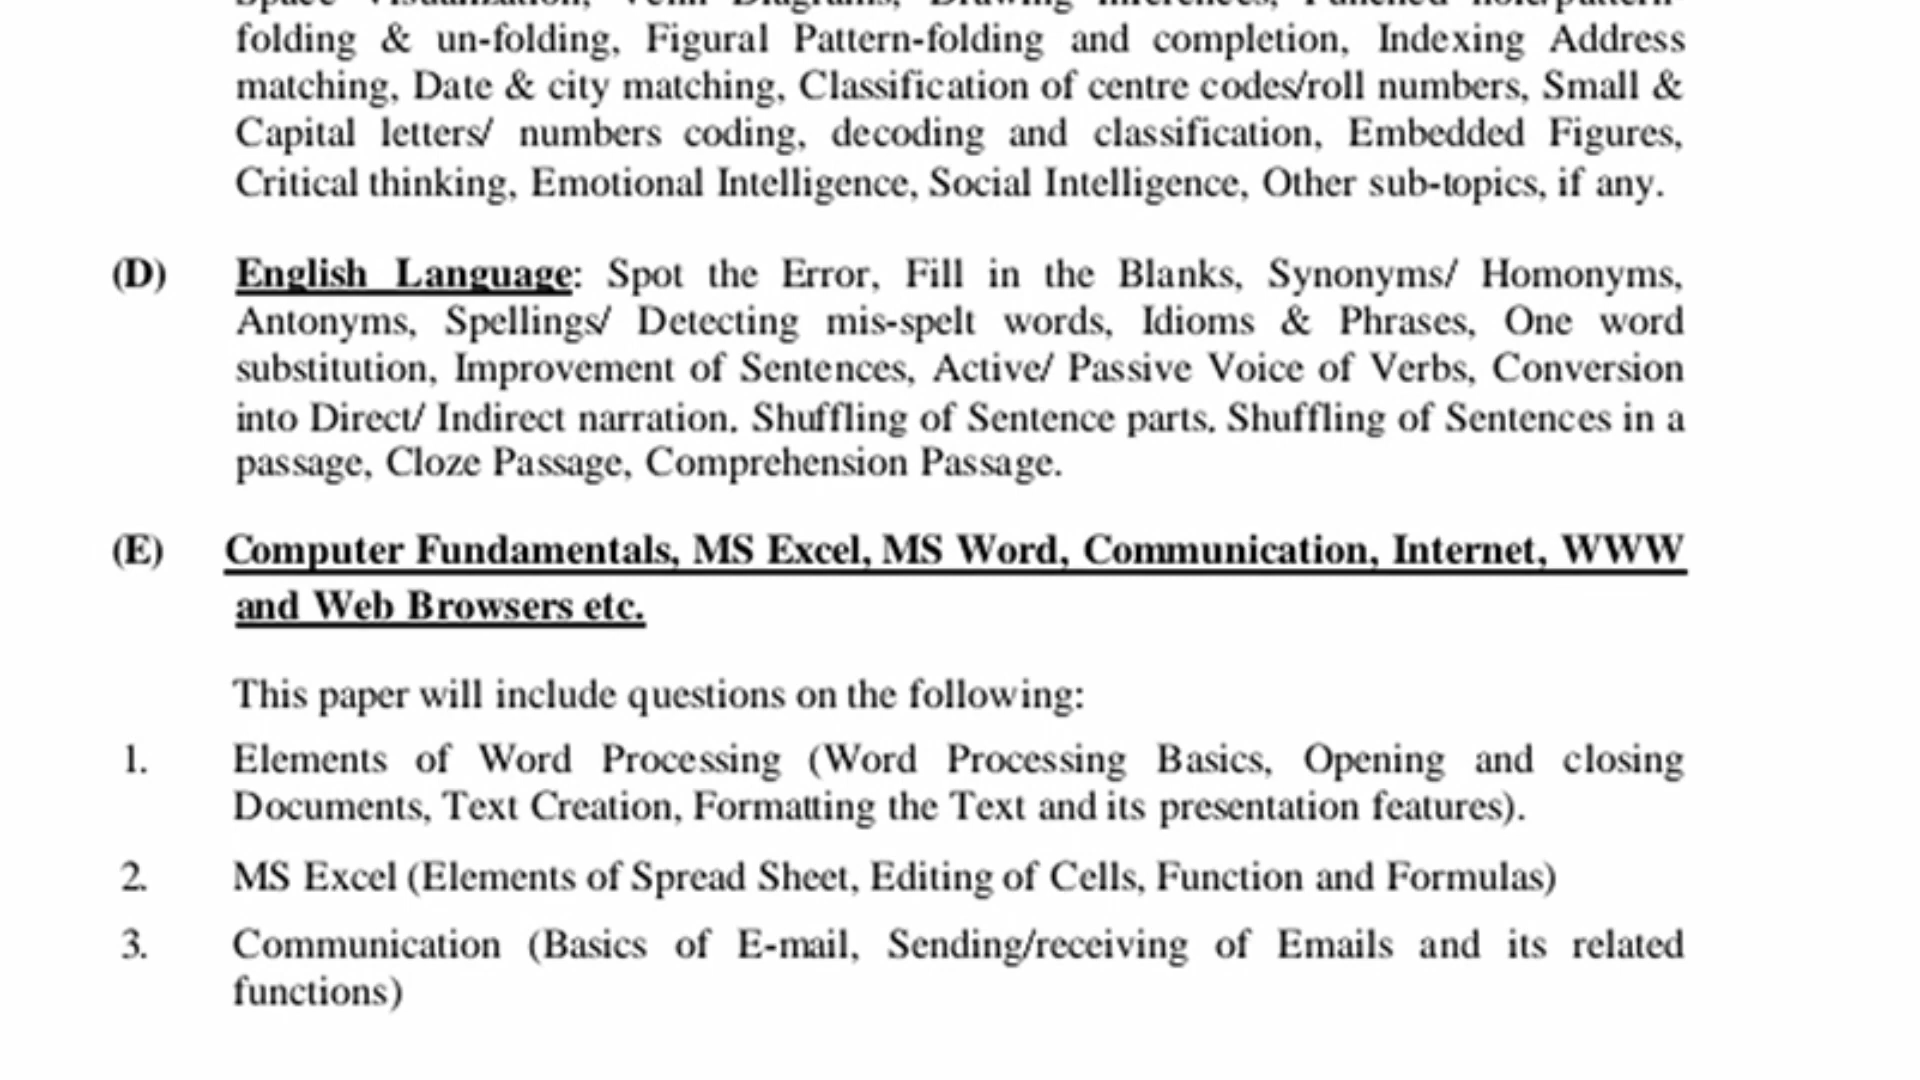 folding & un-folding, Figural Pattern-folding and completion, Indexing Address
matching, Date & city matching, Classification of centre codes/roll numbers, Small &
Capital letters/ numbers coding, decoding and classification, Embedded Figures,
Critical thinking, Emotional Intelligence, Social Intelligence, Other sub-topics, if any.
(D) English Language: Spot the Error, Fill in the Blanks, Synonyms/ Homonyms,
Antonyms, Spellings/ Detecting mis-spelt words, Idioms & Phrases, One word
substitution, Improvement of Sentences, Active/ Passive Voice of Verbs, Conversion
into Direct/ Indirect narration, Shuffling of Sentence parts, Shuffling of Sentences in a
passage, Cloze Passage, Comprehension Passage.
(E) Computer Fundamentals, MS Excel, MS Word, Communication, Internet, WWW
and Web Browsers etc.
This paper will include questions on the following:
1. Elements of Word Processing (Word Processing Basics, Opening and closing
Documents, Text Creation, Formatting the Text and its presentation features).
2. MS Excel (Elements of Spread Sheet, Editing of Cells, Function and Formulas)
3. Communication (Basics of E-mail, Sending/receiving of Emails and its related
functions)